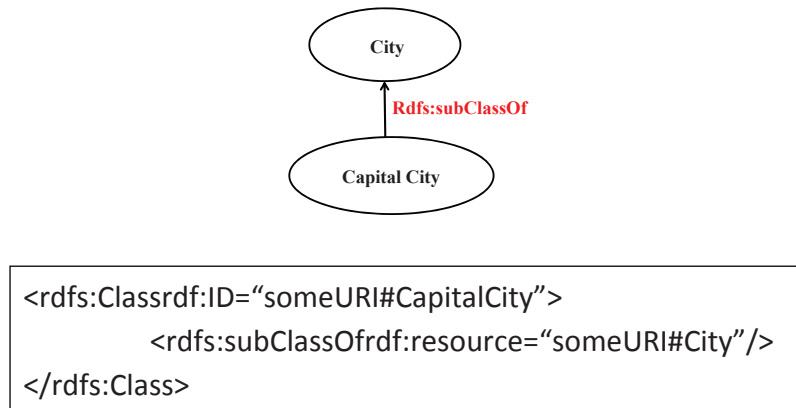 City
Rdfs:subClassOf
Capital City
<rdfs:Classrdf:ID=“someURI#CapitalCity”>
<rdfs:subClassOfrdf:resource=“someURI#City”/>
</rdfs:Class>